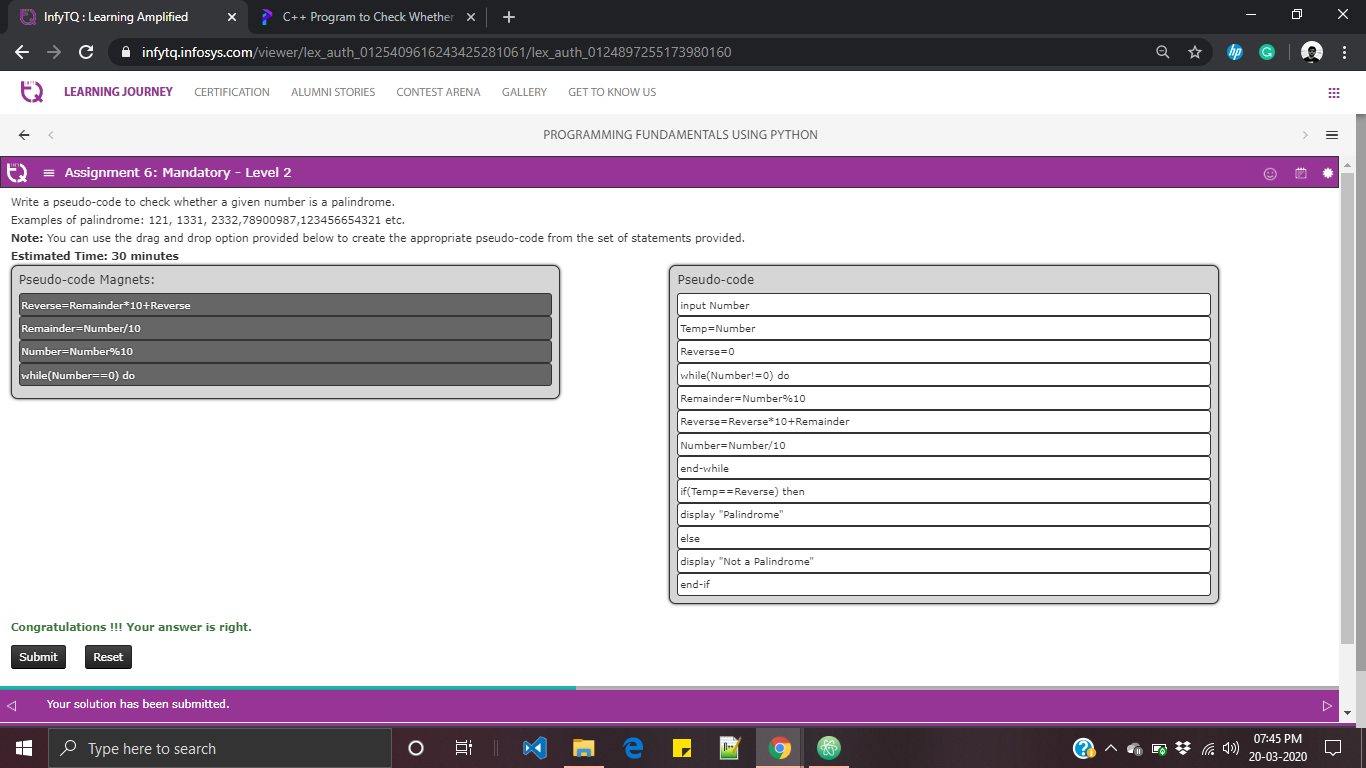 InfyTQ : Learning Amplified
C++ Program to Check Whether
infytq.infosys.com/viewer/lex_auth_0125409616243425281061/lex_auth_0124897255173980160
LEARNING JOURNEY CERTIFICATION ALUMNI STORIES CONTEST ARENA GALLERY GET TO KNOW US
PROGRAMMING FUNDAMENTALS USING PYTHON
Assignment 6: Mandatory - Level 2
Write a pseudo-code to check whether a given number is a palindrome.
Examples of palindrome: 121, 1331, 2332,78900987,123456654321 etc.
Note: You can use the drag and drop option provided below to create the appropriate pseudo-code from the set of statements provided.
Estimated Time: 30 minutes
Pseudo-code Magnets:
Reverse=Remainder*10+Reverse
Remainder=Number/10
Number=Number%10
while(Number==0) do
Pseudo-code
input Number
Temp=Number
Reverse=0
while(Number!=0) do
Remainder=Number%10
Reverse=Reverse*10+Remainder
Number=Number/10
end-while
if(Temp==Reverse) then
display "Palindrome"
else
display "Not a Palindrome"
end-if
Congratulations !!! Your answer is right.
Submit Reset
Your solution has been submitted.
Type here to search
07:45 PM
20-03-2020